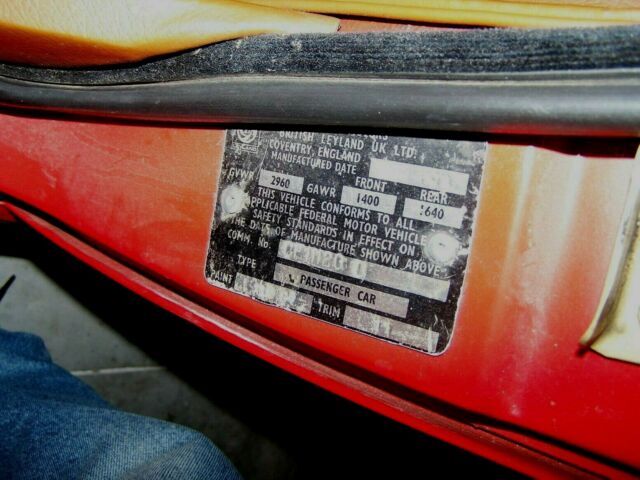 BRITISH LEYLAND UK LTD.
COVENTRY, ENGLAND
MANUFACTURED DATE
FRONT REAR
GVWR 2960 GAWR 1400 1640
THIS VEHICLE CONFORMS TO ALL
APPLICABLE FEDERAL MOTOR VEHICLE
SAFETY STANDARDS IN EFFECT ON
THE DATE OF MANUFACTURE SHOWN ABOVE
COMM. No.
TYPE PASSENGER CAR
PAINT TRIM 11